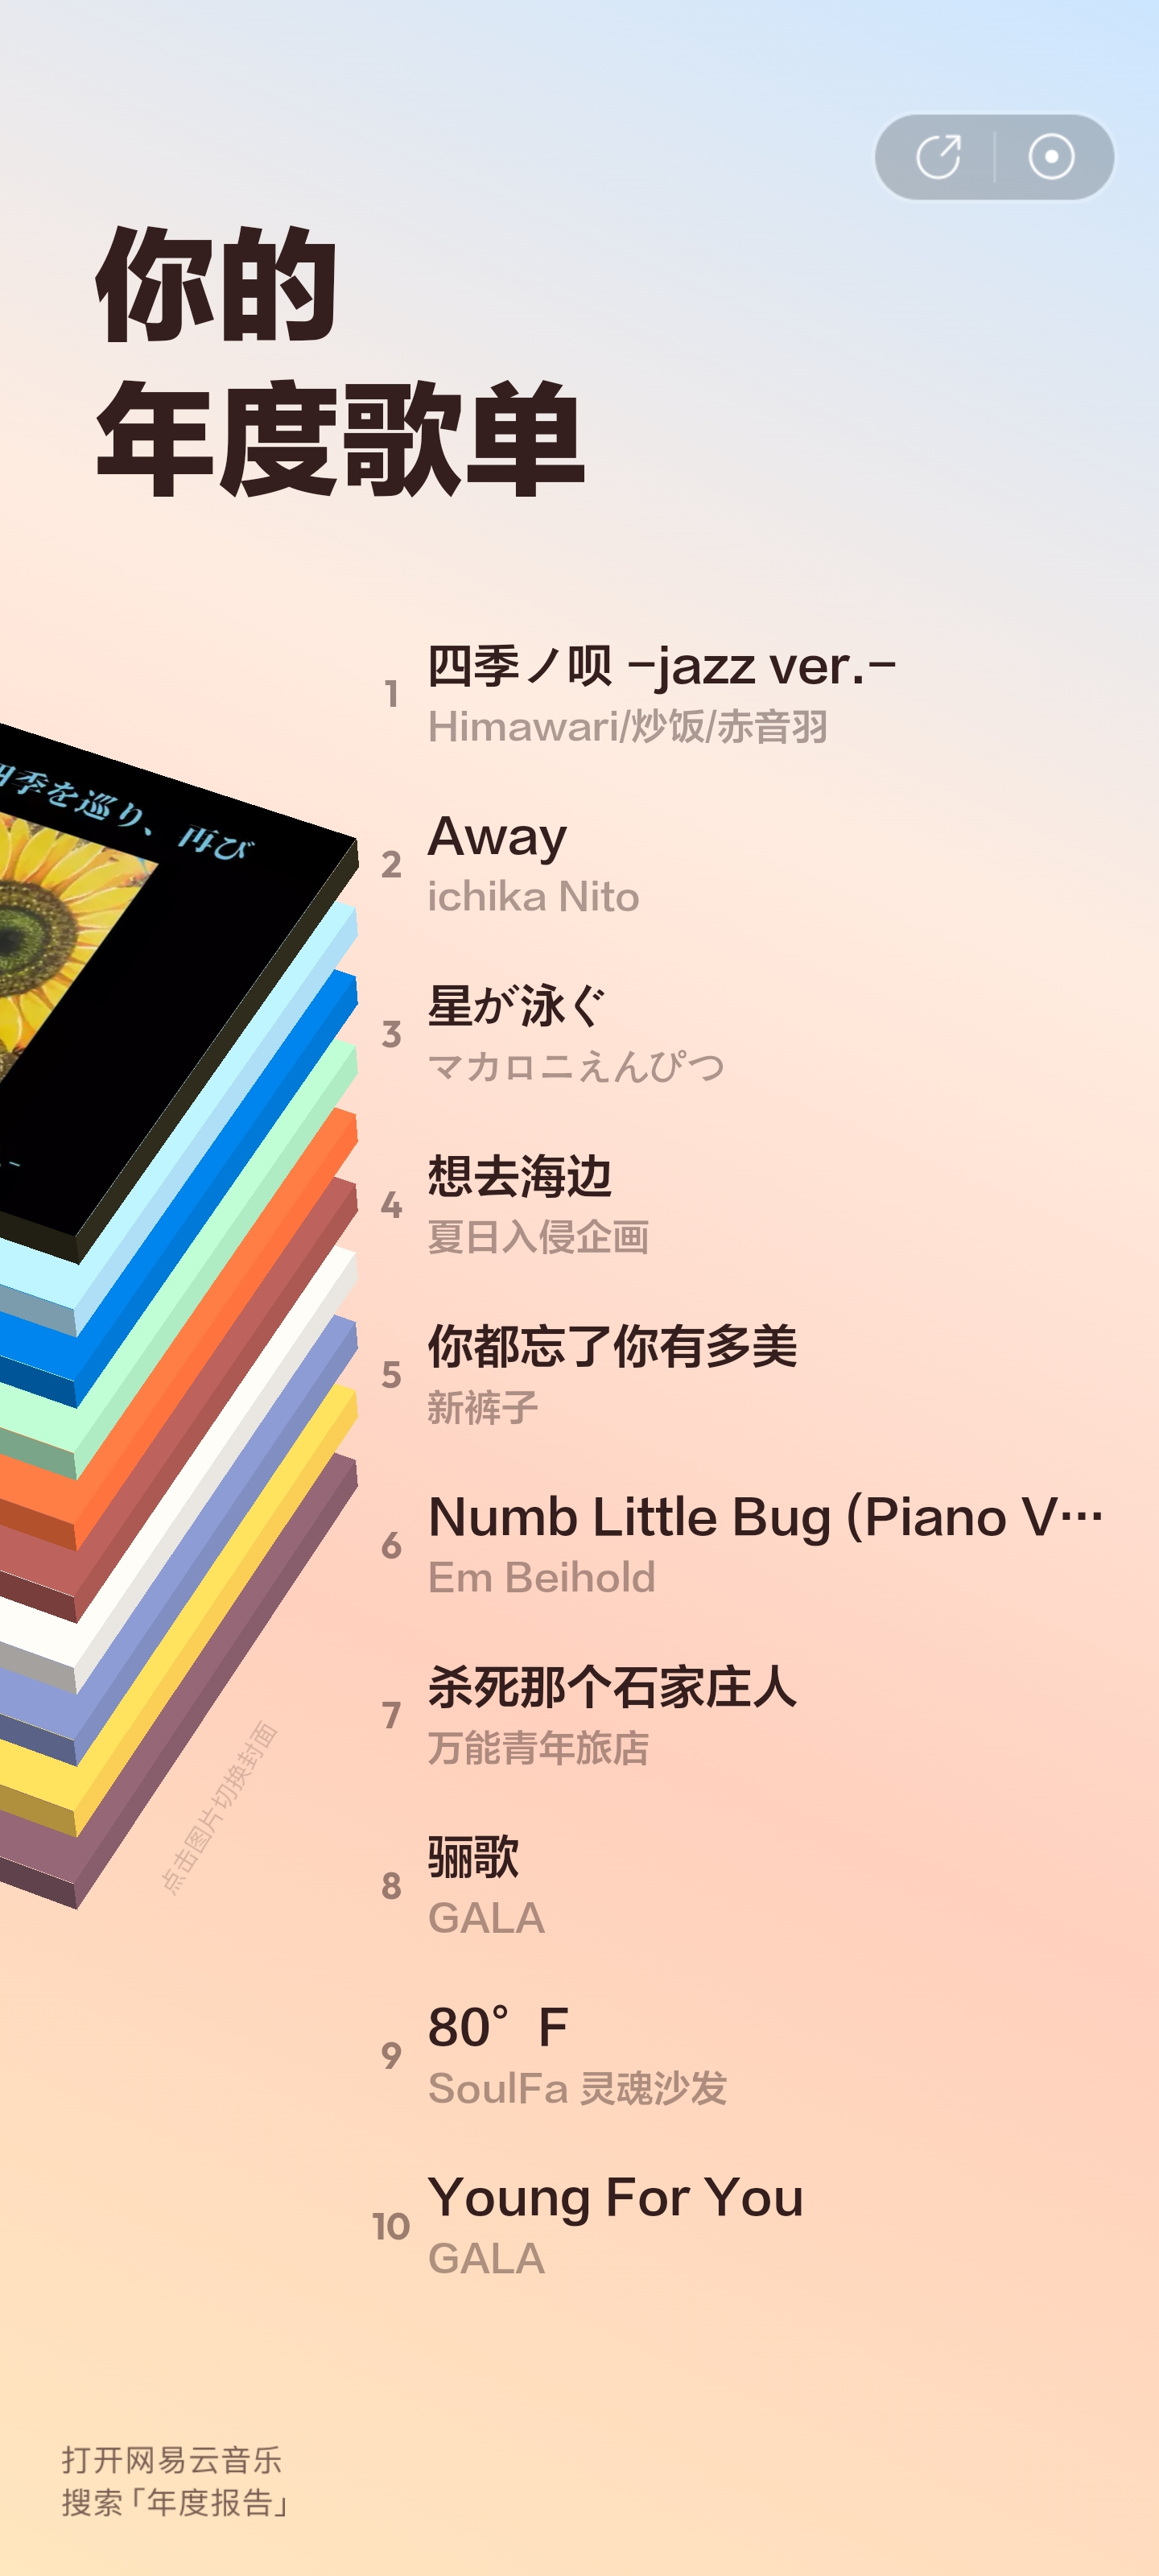 你的
年度歌单
季を巡り、再び
1
四季ノ呗 -jazz ver.-
Himawari/炒饭/赤音羽
2
Away
ichika Nito
3
星が泳ぐ
マカロニえんぴつ
4
想去海边
夏日入侵企画
5
你都忘了你有多美
新裤子
6
Numb Little Bug (Piano V…
Em Beihold
7
杀死那个石家庄人
万能青年旅店
8
骊歌
GALA
9
80°F
SoulFa 灵魂沙发
10
Young For You
GALA
点击图片切换封面
打开网易云音乐
搜索「年度报告」